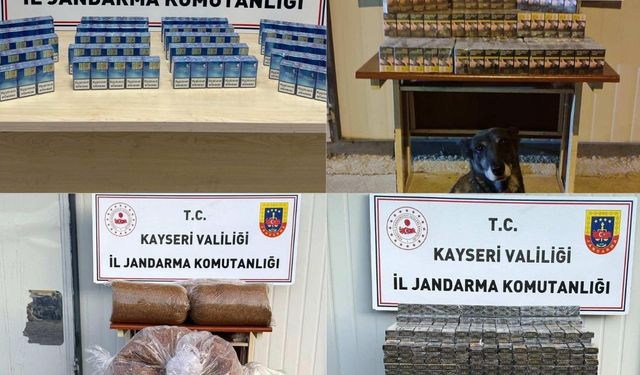 İL JANDARMA KOMUTANLIĞI
T.C.
KAYSERİ VALİLİĞİ
İL JANDARMA KOMUTANLIĞI
T.C.
KAYSERİ VALİLİĞİ
İL JANDARMA KOMUTANLIĞI